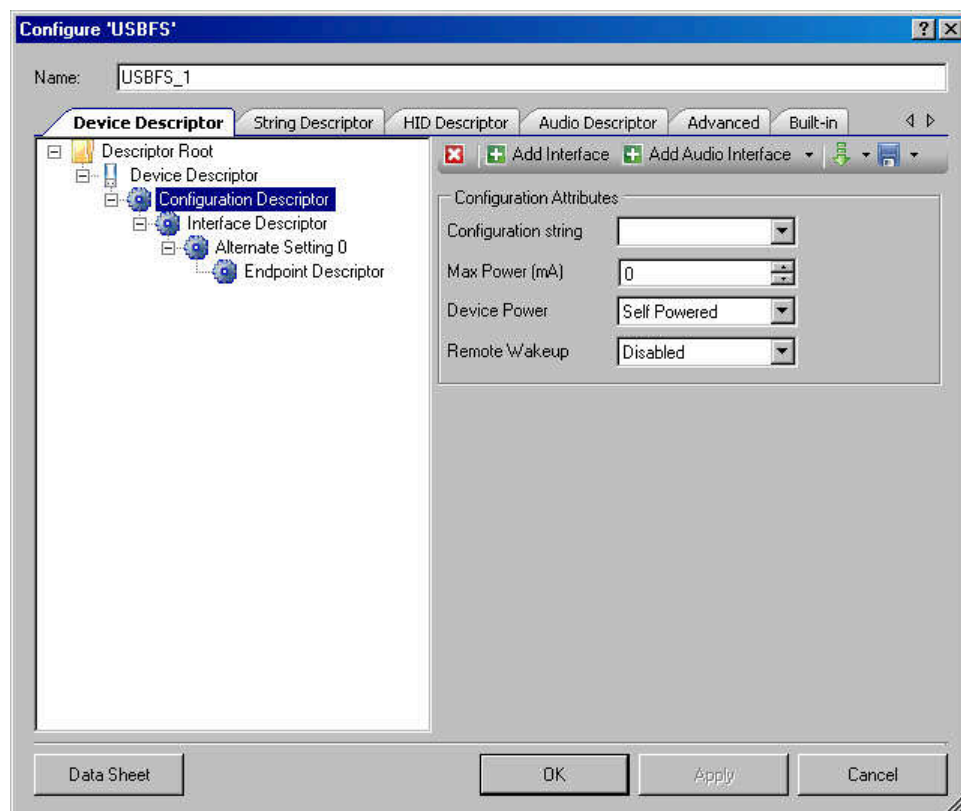 Configure 'USBFS'
Name: USBFS_1
Device Descriptor String Descriptor HID Descriptor Audio Descriptor Advanced Built-in
Descriptor Root
Device Descriptor
Configuration Descriptor
Interface Descriptor
Alternate Setting 0
Endpoint Descriptor
Add Interface Add Audio Interface
Configuration Attributes
Configuration string
Max Power (mA) 0
Device Power Self Powered
Remote Wakeup Disabled
Data Sheet OK Apply Cancel